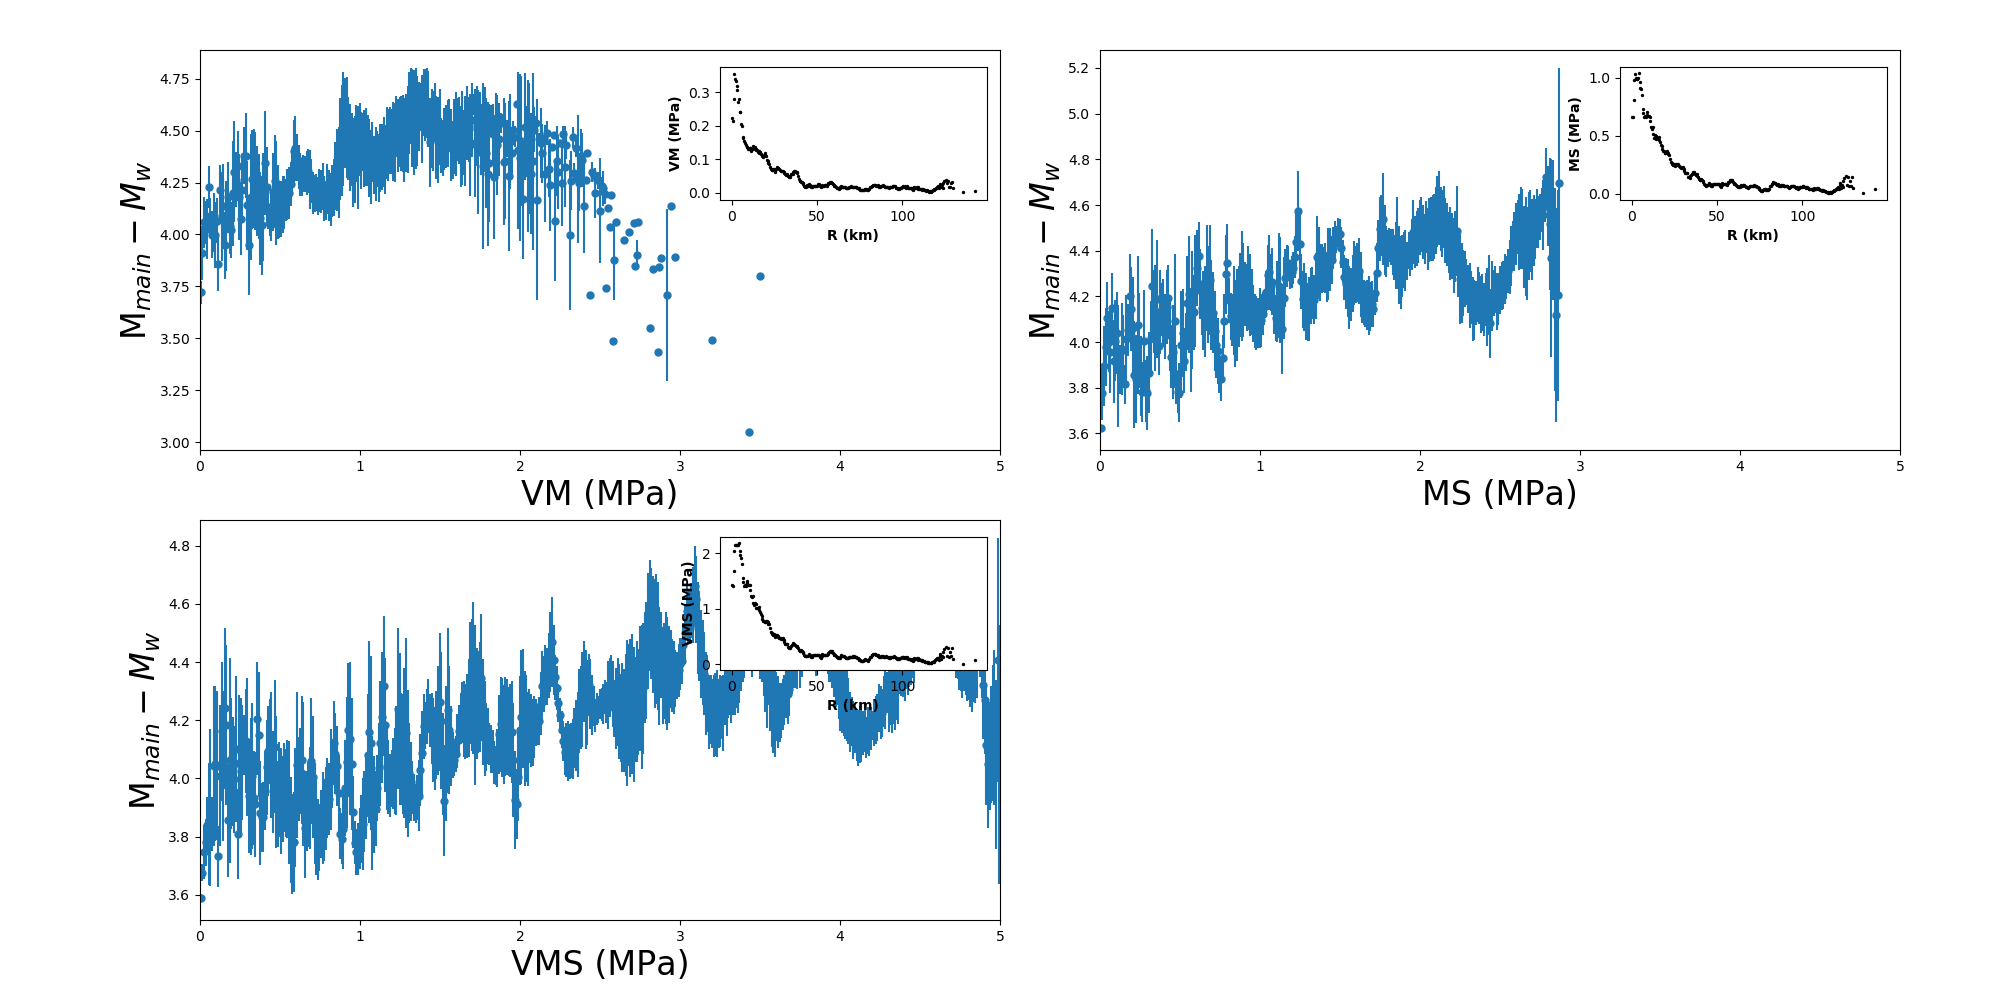 4.75
4.50
4.25
4.00
3.75
3.50
3.25
3.00
M_main − M_w
0 1 2 3 4 5
VM (MPa)
0.3
0.2
0.1
0.0
VM (MPa)
0 50 100
R (km)
5.2
5.0
4.8
4.6
4.4
4.2
4.0
3.8
3.6
M_main − M_w
0 1 2 3 4 5
MS (MPa)
1.0
0.5
0.0
MS (MPa)
0 50 100
R (km)
4.8
4.6
4.4
4.2
4.0
3.8
3.6
M_main − M_w
0 1 2 3 4 5
VMS (MPa)
2
1
0
VMS (MPa)
0 50 100
R (km)